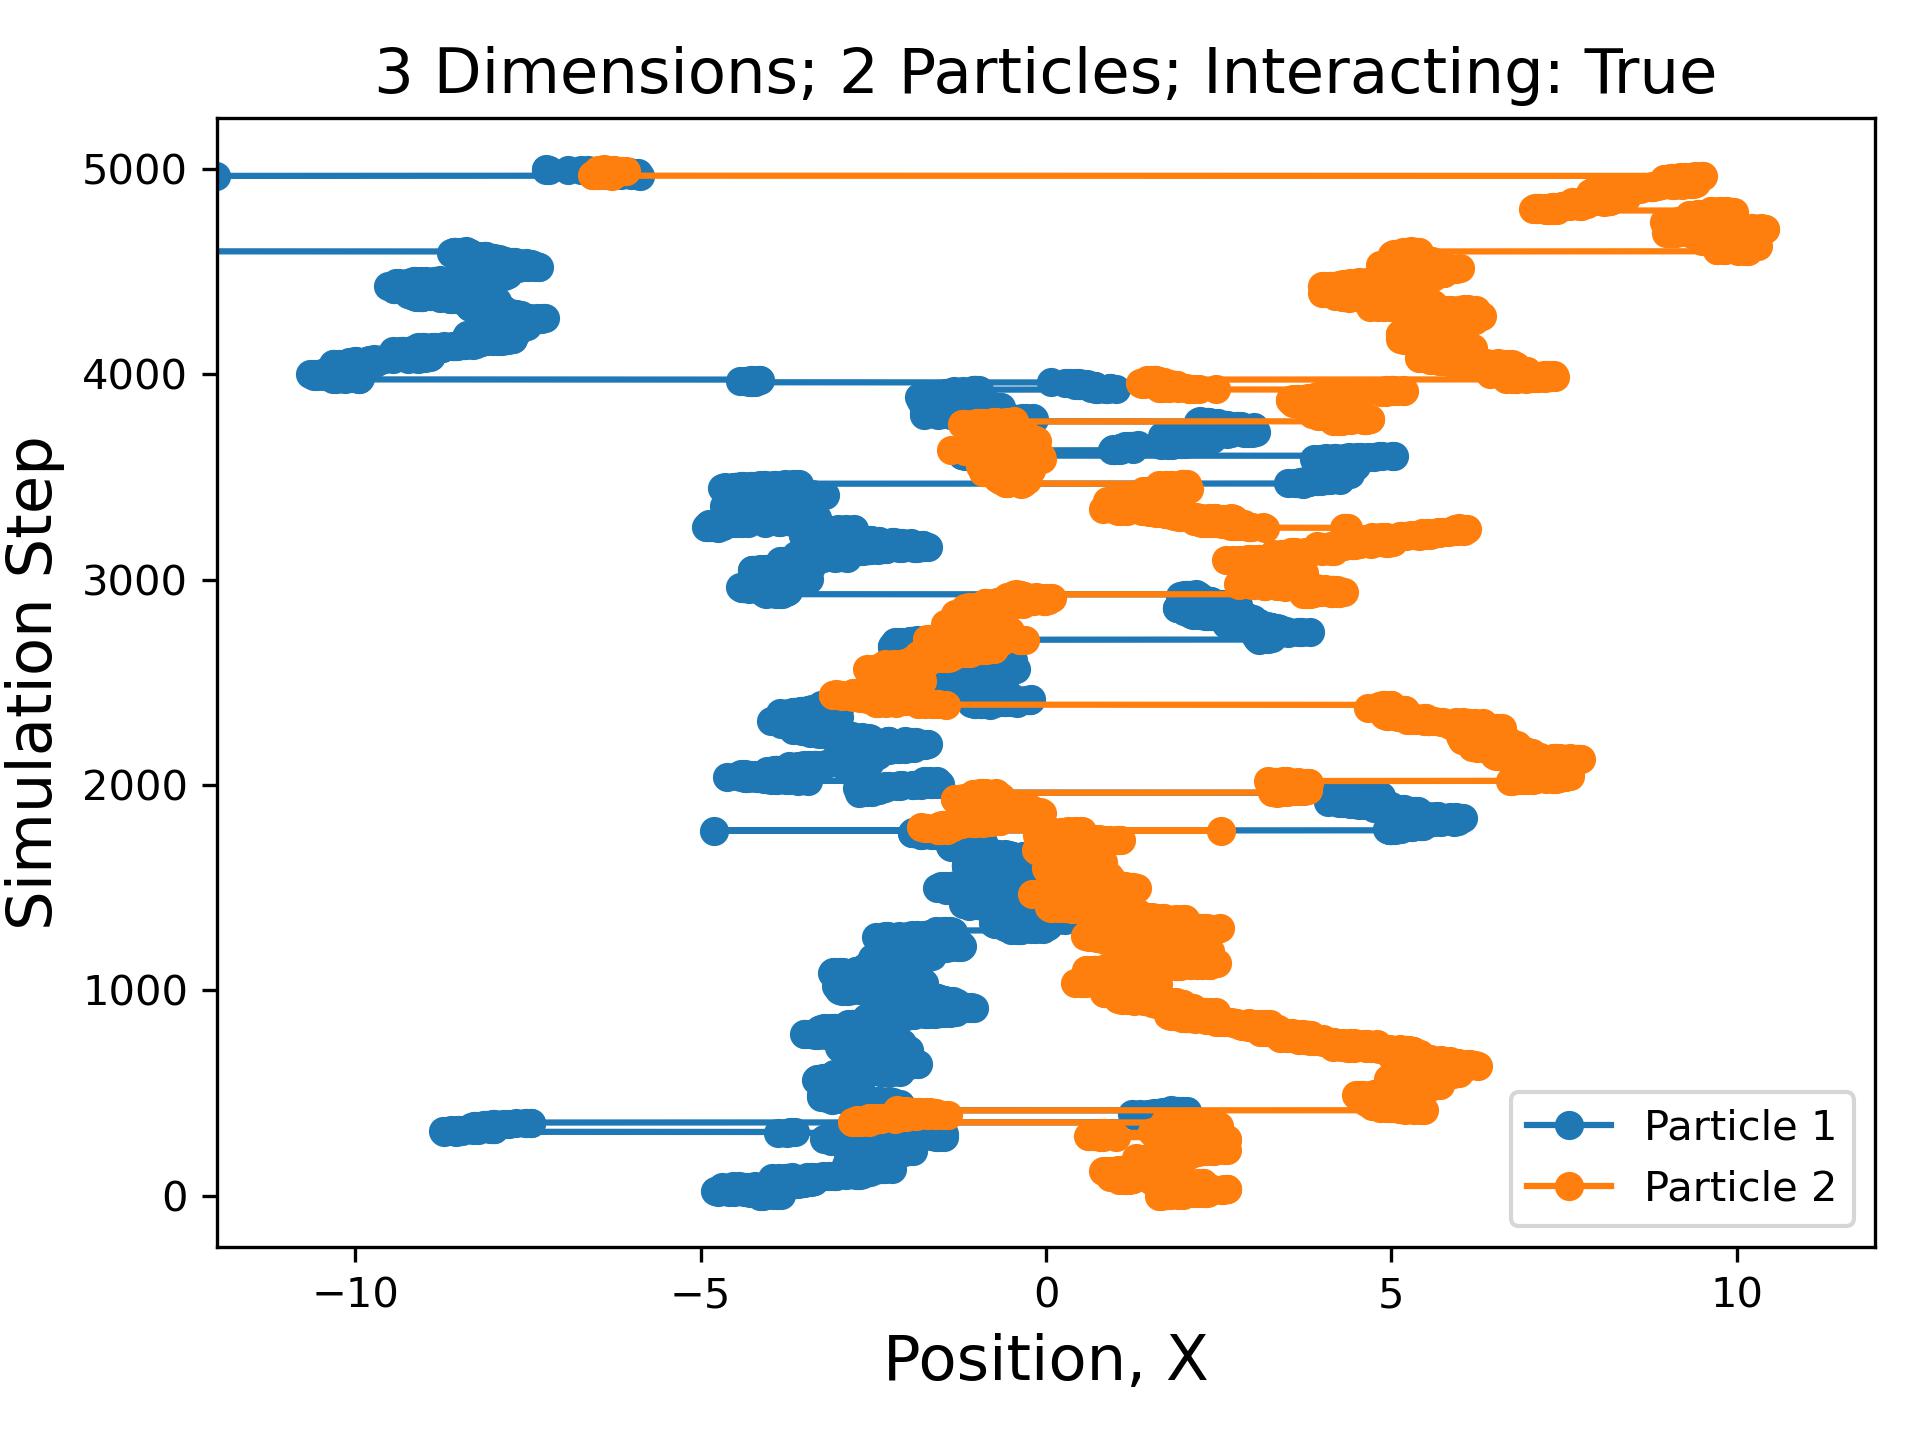 3 Dimensions; 2 Particles; Interacting: True
Simulation Step
5000
4000
3000
2000
1000
0
−10
−5
0
5
10
Position, X
Particle 1
Particle 2